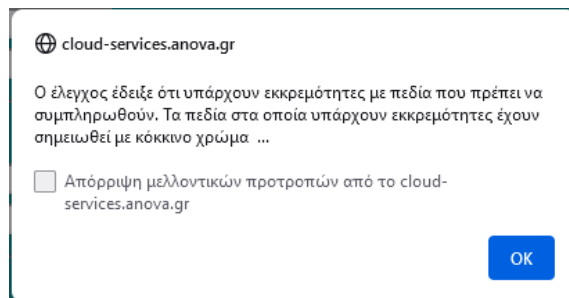 cloud-services.anova.gr
Ο έλεγχος έδειξε ότι υπάρχουν εκκρεμότητες με πεδία που πρέπει να
συμπληρωθούν. Τα πεδία στα οποία υπάρχουν εκκρεμότητες έχουν
σημειωθεί με κόκκινο χρώμα  ...
Απόρριψη μελλοντικών προτροπών από το cloud-
services.anova.gr
OK